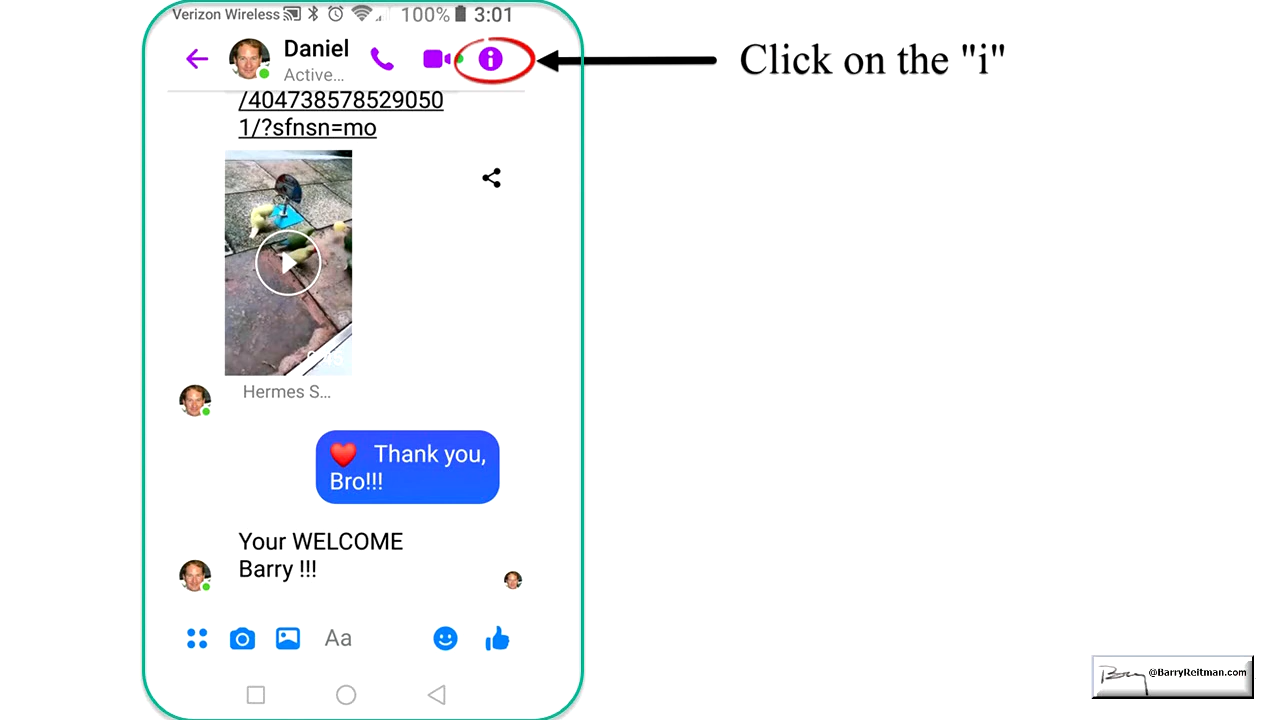 Verizon Wireless 100% 3:01
Daniel
Active...
Click on the "i"
/404738578529050
1/?sfnsn=mo
Hermes S...
Thank you,
Bro!!!
Your WELCOME
Barry !!!
Aa
@BarryReitman.com